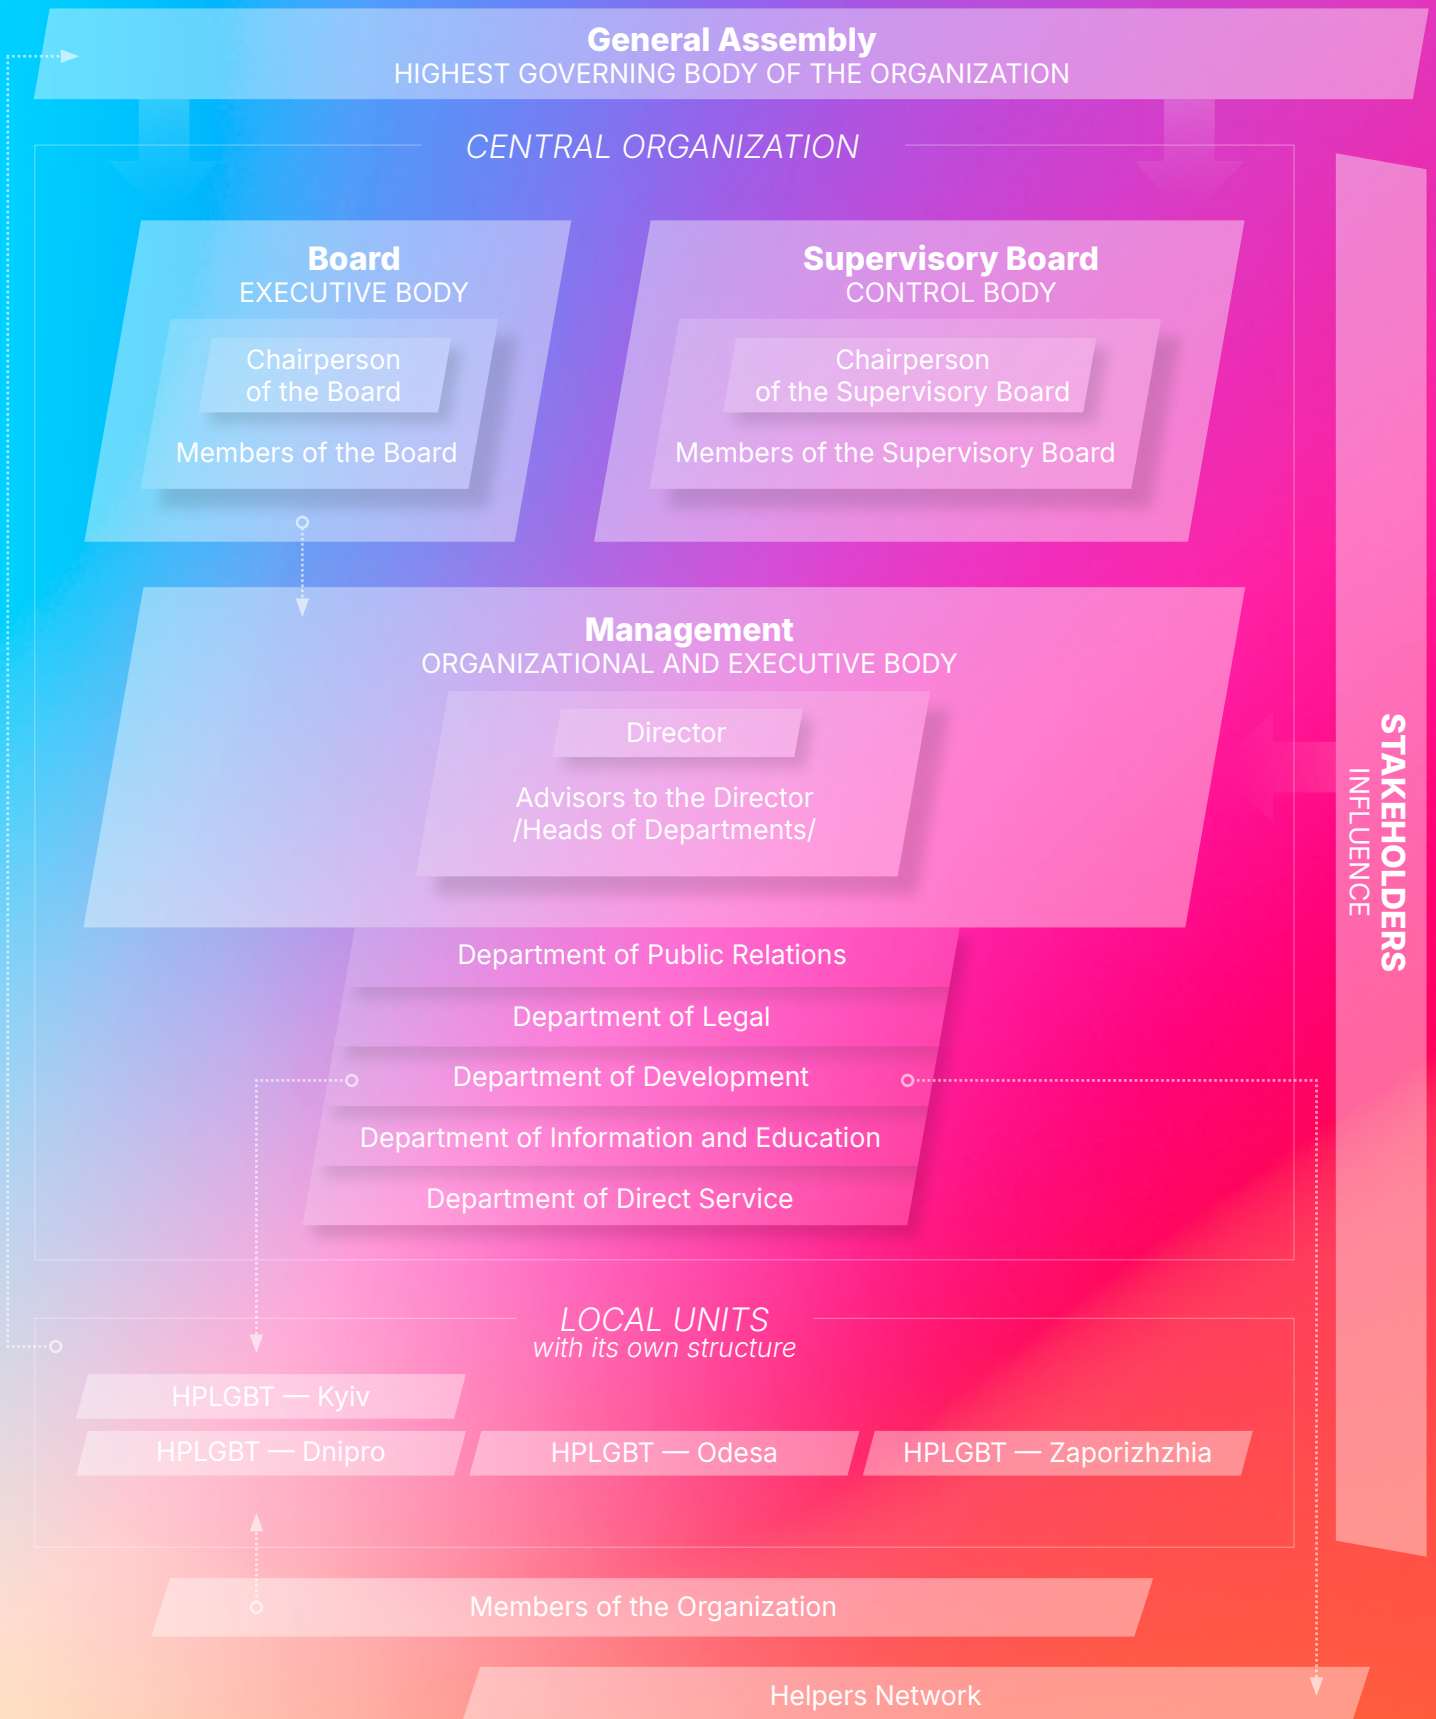 General Assembly
HIGHEST GOVERNING BODY OF THE ORGANIZATION
CENTRAL ORGANIZATION
Board
EXECUTIVE BODY
Chairperson
of the Board
Members of the Board
Supervisory Board
CONTROL BODY
Chairperson
of the Supervisory Board
Members of the Supervisory Board
Management
ORGANIZATIONAL AND EXECUTIVE BODY
Director
Advisors to the Director
/Heads of Departments/
Department of Public Relations
Department of Legal
Department of Development
Department of Information and Education
Department of Direct Service
STAKEHOLDERS
INFLUENCE
LOCAL UNITS
with its own structure
HPLGBT — Kyiv
HPLGBT — Dnipro
HPLGBT — Odesa
HPLGBT — Zaporizhzhia
Members of the Organization
Helpers Network